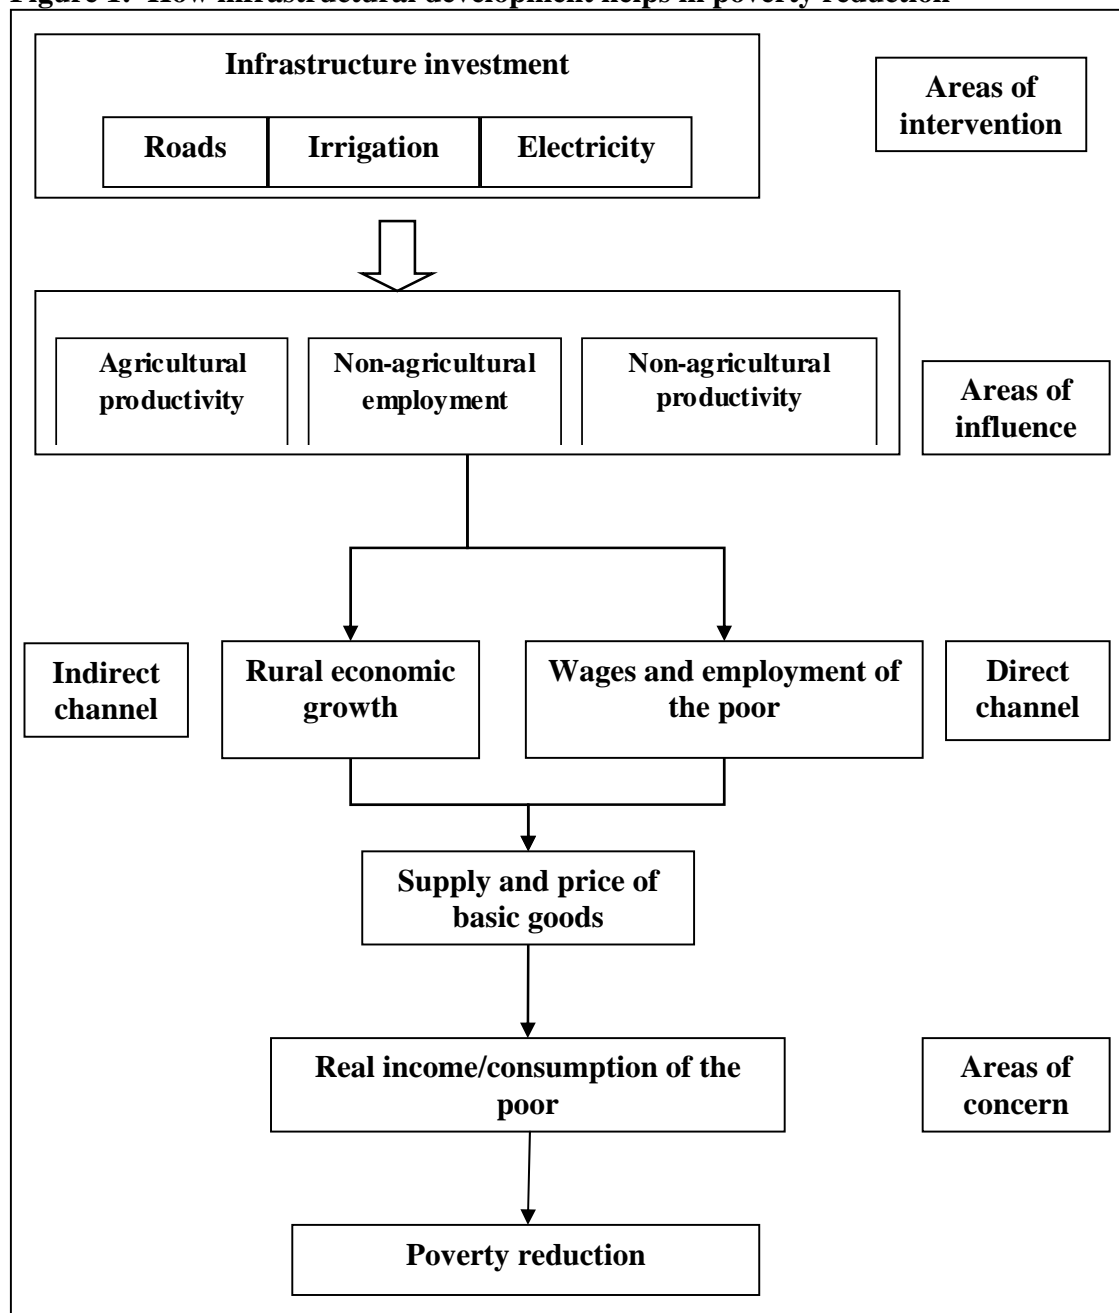 Figure 1: How infrastructural development helps in poverty reduction
Infrastructure investment
Areas of
intervention
Roads
Irrigation
Electricity
Agricultural
productivity
Non-agricultural
employment
Non-agricultural
productivity
Areas of
influence
Indirect
channel
Rural economic
growth
Wages and employment of
the poor
Direct
channel
Supply and price of
basic goods
Real income/consumption of the
poor
Areas of
concern
Poverty reduction